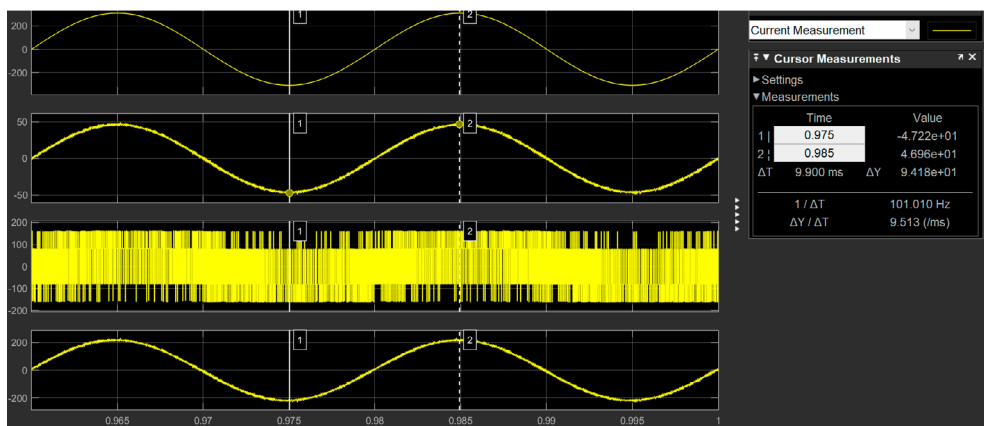 200
0
-200
1
2
50
0
-50
1
2
200
100
0
-100
-200
1
2
200
0
-200
1
2
0.965 0.97 0.975 0.98 0.985 0.99 0.995 1
Current Measurement
Cursor Measurements
Settings
Measurements
Time Value
1 | 0.975 -4.722e+01
2 ¦ 0.985 4.696e+01
ΔT 9.900 ms ΔY 9.418e+01
1 / ΔT 101.010 Hz
ΔY / ΔT 9.513 (/ms)